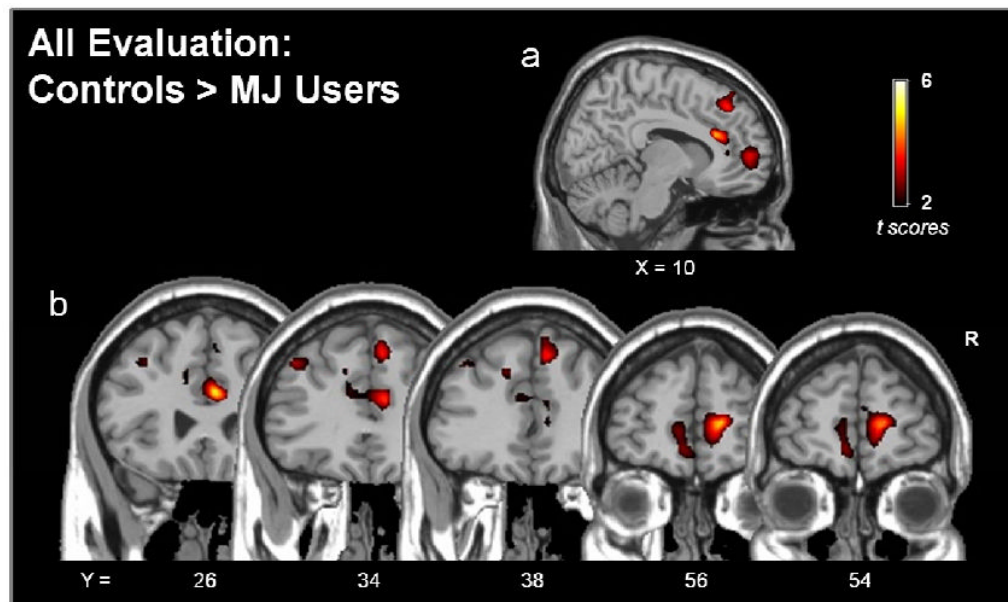 All Evaluation:
Controls > MJ Users
a
6
2
t scores
X = 10
b
R
Y = 26 34 38 56 54